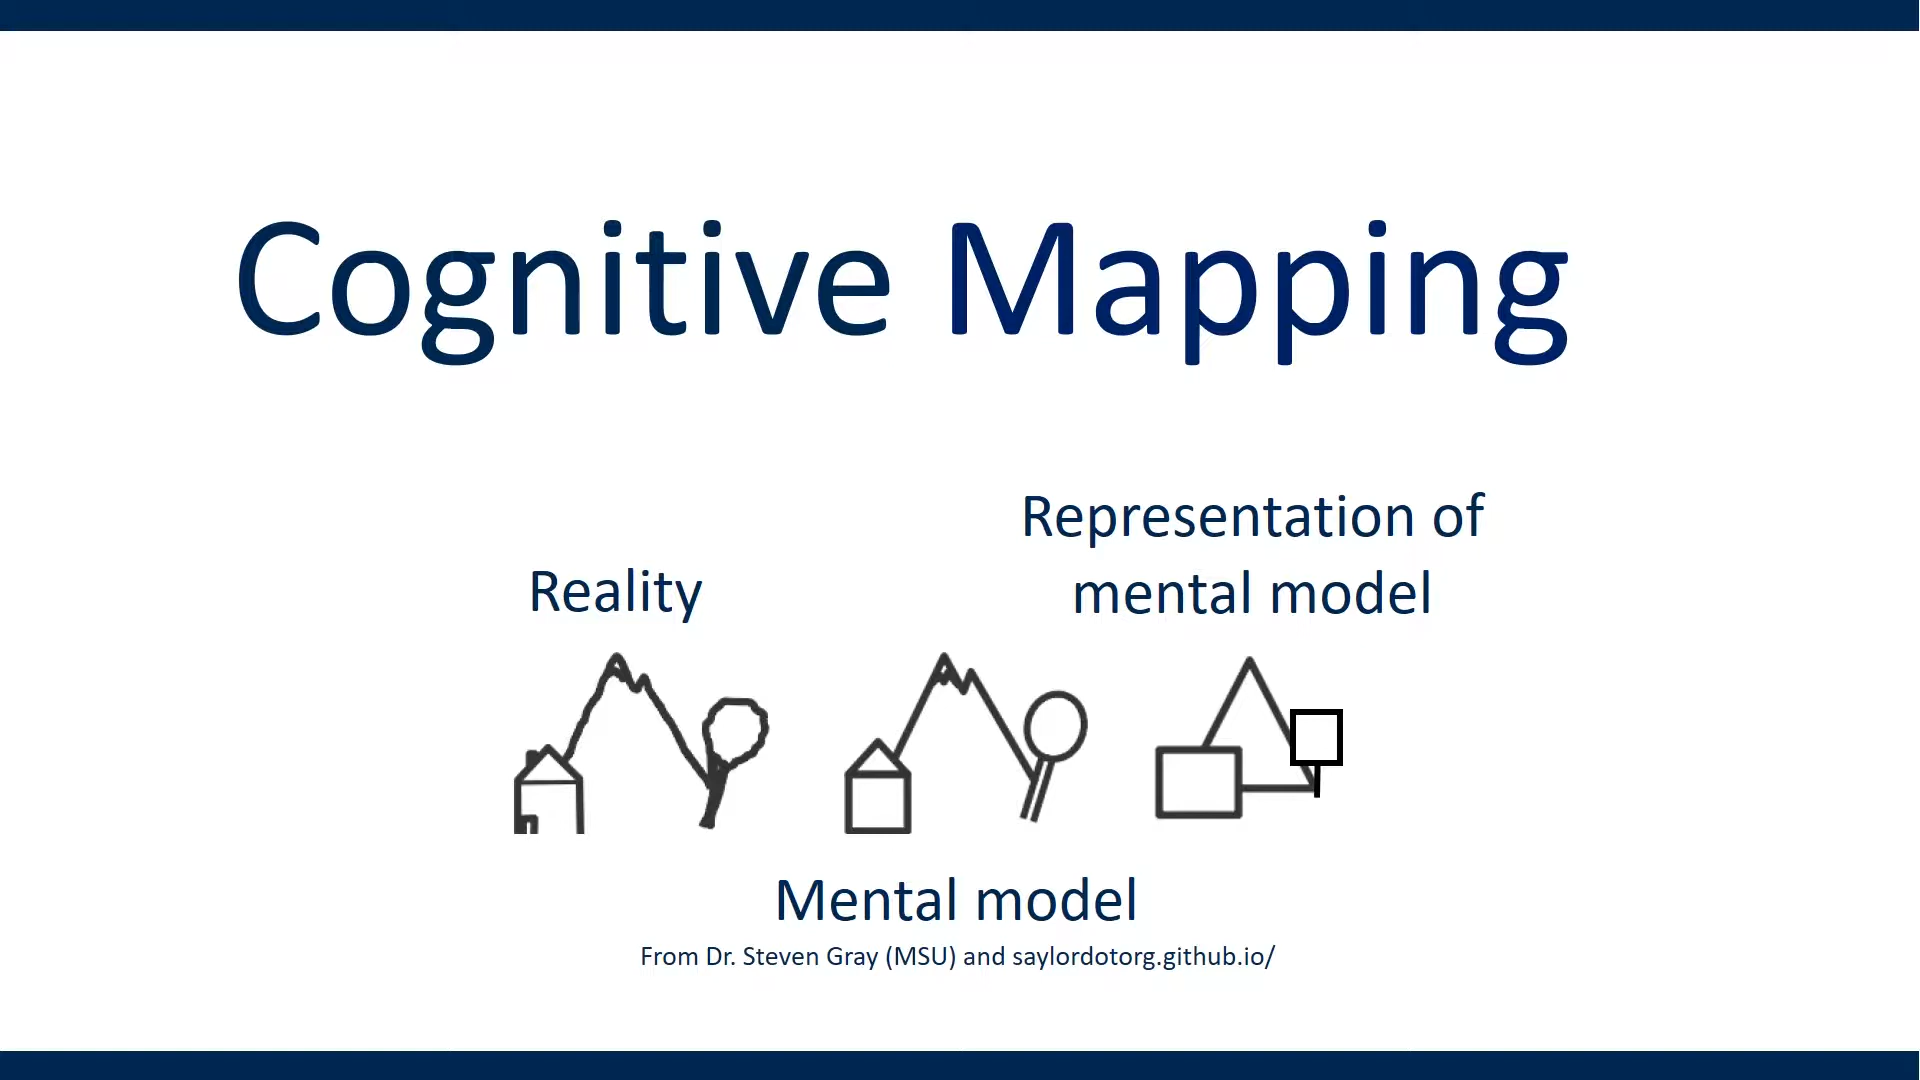 Cognitive Mapping
Reality
Representation of
mental model
Mental model
From Dr. Steven Gray (MSU) and saylordotorg.github.io/